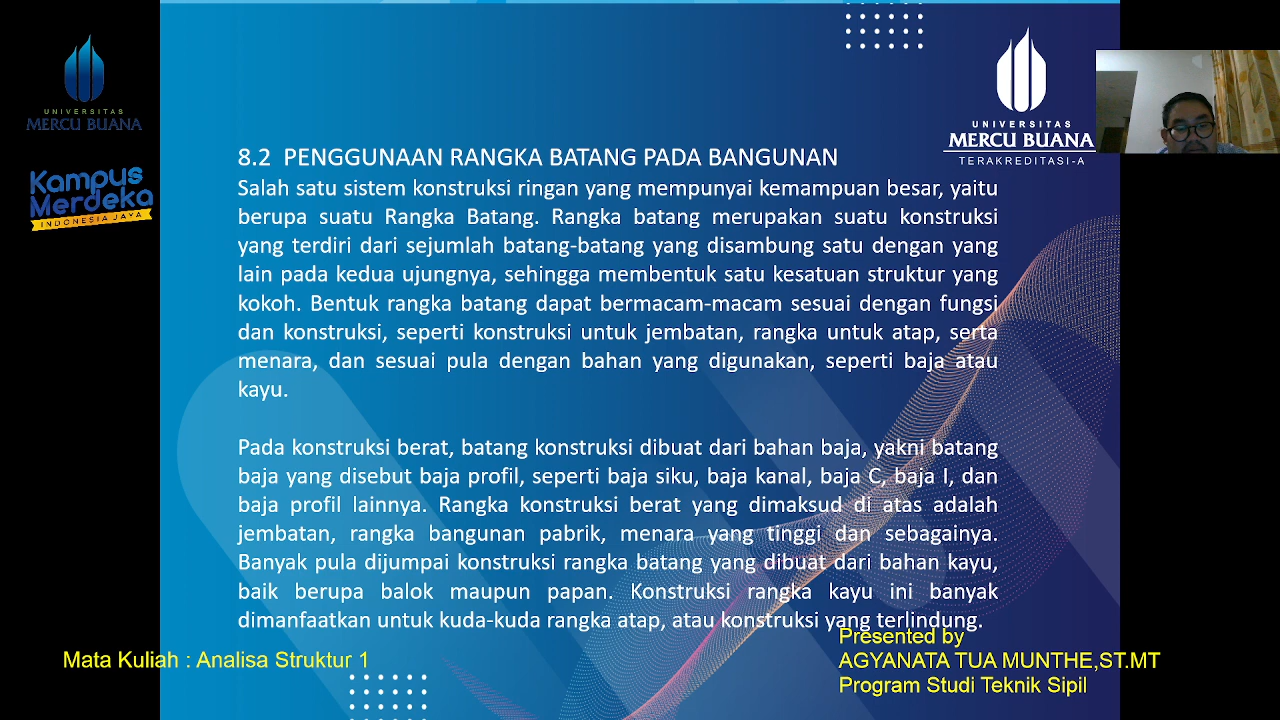 UNIVERSITAS
MERCU BUANA
Kampus
Merdeka
INDONESIA JAYA
UNIVERSITAS
MERCU BUANA
TERAKREDITASI-A
8.2 PENGGUNAAN RANGKA BATANG PADA BANGUNAN
Salah satu sistem konstruksi ringan yang mempunyai kemampuan besar, yaitu
berupa suatu Rangka Batang. Rangka batang merupakan suatu konstruksi
yang terdiri dari sejumlah batang-batang yang disambung satu dengan yang
lain pada kedua ujungnya, sehingga membentuk satu kesatuan struktur yang
kokoh. Bentuk rangka batang dapat bermacam-macam sesuai dengan fungsi
dan konstruksi, seperti konstruksi untuk jembatan, rangka untuk atap, serta
menara, dan sesuai pula dengan bahan yang digunakan, seperti baja atau
kayu.
Pada konstruksi berat, batang konstruksi dibuat dari bahan baja, yakni batang
baja yang disebut baja profil, seperti baja siku, baja kanal, baja C, baja I, dan
baja profil lainnya. Rangka konstruksi berat yang dimaksud di atas adalah
jembatan, rangka bangunan pabrik, menara yang tinggi dan sebagainya.
Banyak pula dijumpai konstruksi rangka batang yang dibuat dari bahan kayu,
baik berupa balok maupun papan. Konstruksi rangka kayu ini banyak
dimanfaatkan untuk kuda-kuda rangka atap, atau konstruksi yang terlindung.
Mata Kuliah : Analisa Struktur 1
Presented by
AGYANATA TUA MUNTHE,ST.MT
Program Studi Teknik Sipil